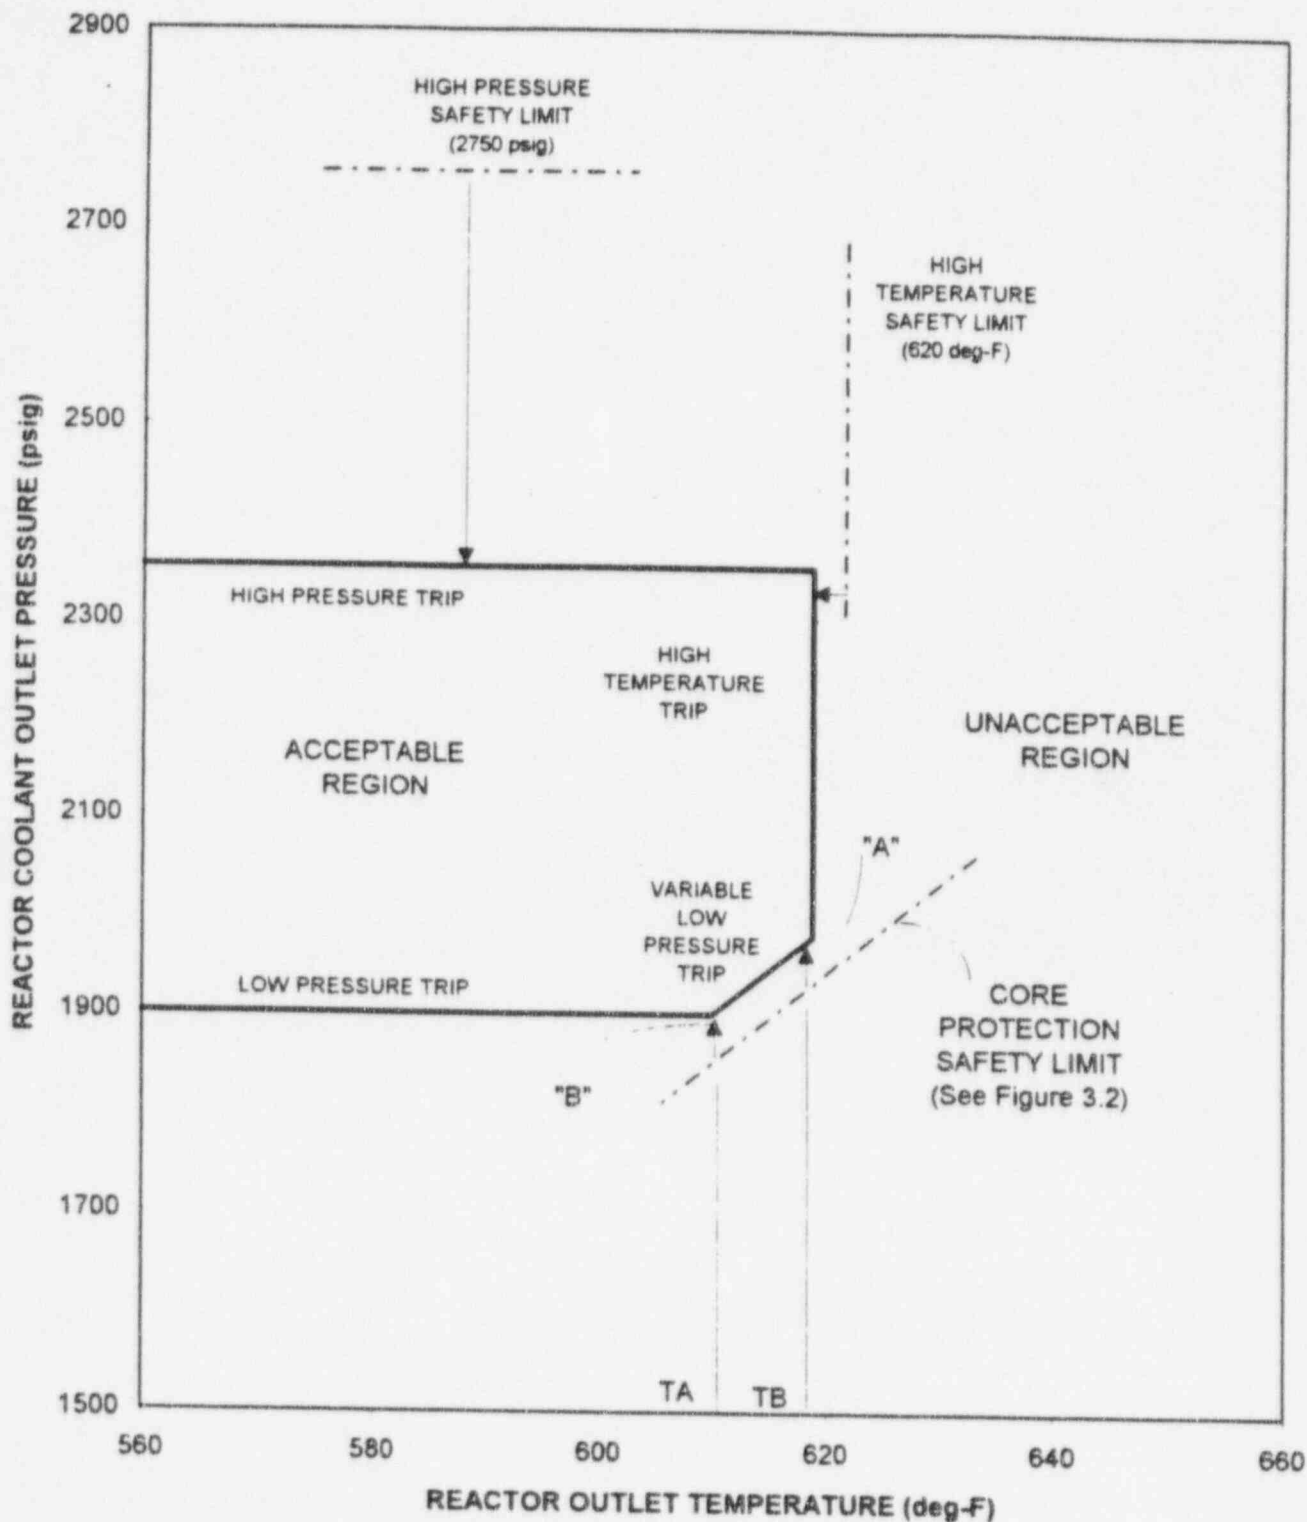 2900
HIGH PRESSURE
SAFETY LIMIT
(2750 psig)
2700
HIGH
TEMPERATURE
SAFETY LIMIT
(620 deg-F)
2500
REACTOR COOLANT OUTLET PRESSURE (psig)
2300
HIGH PRESSURE TRIP
HIGH
TEMPERATURE
TRIP
ACCEPTABLE
REGION
UNACCEPTABLE
REGION
2100
"A"
VARIABLE
LOW
PRESSURE
TRIP
LOW PRESSURE TRIP
1900
CORE
PROTECTION
SAFETY LIMIT
(See Figure 3.2)
"B"
1700
TA
TB
1500
560
580
600
620
640
660
REACTOR OUTLET TEMPERATURE (deg-F)